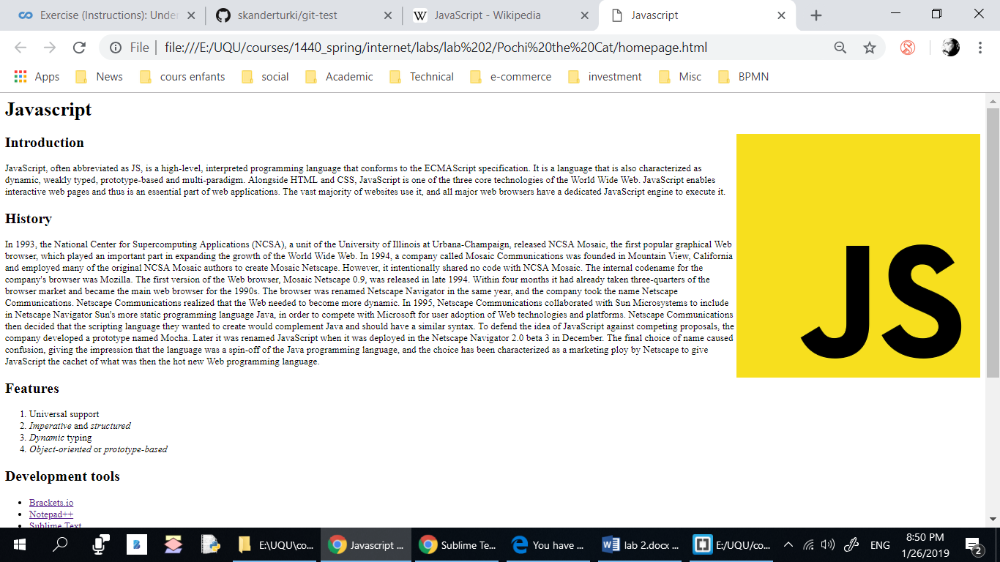 Exercise (Instructions): Under
skanderturki/git-test
W JavaScript - Wikipedia
Javascript
File | file:///E:/UQU/courses/1440_spring/internet/labs/lab%202/Pochi%20the%20Cat/homepage.html
Apps News cours enfants social Academic Technical e-commerce investment Misc BPMN
Javascript
Introduction
JavaScript, often abbreviated as JS, is a high-level, interpreted programming language that conforms to the ECMAScript specification. It is a language that is also characterized as
dynamic, weakly typed, prototype-based and multi-paradigm. Alongside HTML and CSS, JavaScript is one of the three core technologies of the World Wide Web. JavaScript enables
interactive web pages and thus is an essential part of web applications. The vast majority of websites use it, and all major web browsers have a dedicated JavaScript engine to execute it.
History
In 1993, the National Center for Supercomputing Applications (NCSA), a unit of the University of Illinois at Urbana-Champaign, released NCSA Mosaic, the first popular graphical Web
browser, which played an important part in expanding the growth of the World Wide Web. In 1994, a company called Mosaic Communications was founded in Mountain View, California
and employed many of the original NCSA Mosaic authors to create Mosaic Netscape. However, it intentionally shared no code with NCSA Mosaic. The internal codename for the
company's browser was Mozilla. The first version of the Web browser, Mosaic Netscape 0.9, was released in late 1994. Within four months it had already taken three-quarters of the
browser market and became the main web browser for the 1990s. The browser was renamed Netscape Navigator in the same year, and the company took the name Netscape
Communications. Netscape Communications realized that the Web needed to become more dynamic. In 1995, Netscape Communications collaborated with Sun Microsystems to include
in Netscape Navigator Sun's more static programming language Java, in order to compete with Microsoft for user adoption of Web technologies and platforms. Netscape Communications
then decided that the scripting language they wanted to create would complement Java and should have a similar syntax. To defend the idea of JavaScript against competing proposals, the
company developed a prototype named Mocha. Later it was renamed JavaScript when it was deployed in the Netscape Navigator 2.0 beta 3 in December. The final choice of name caused
confusion, giving the impression that the language was a spin-off of the Java programming language, and the choice has been characterized as a marketing ploy by Netscape to give
JavaScript the cachet of what was then the hot new Web programming language.
JS
Features
1. Universal support
2. Imperative and structured
3. Dynamic typing
4. Object-oriented or prototype-based
Development tools
• Brackets.io
• Notepad++
• Sublime Text
E:\UQU\co...
Javascript ...
Sublime Te...
You have ...
lab 2.docx ...
E:/UQU/co...
ENG
8:50 PM
1/26/2019
2